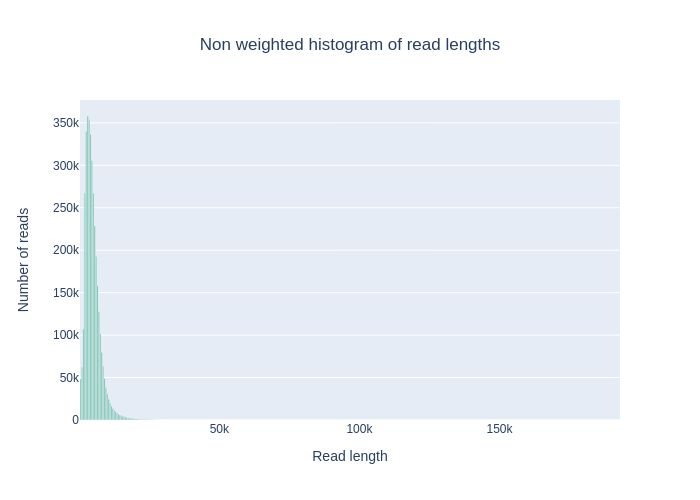 Non weighted histogram of read lengths
Number of reads
350k
300k
250k
200k
150k
100k
50k
0
50k
100k
150k
Read length